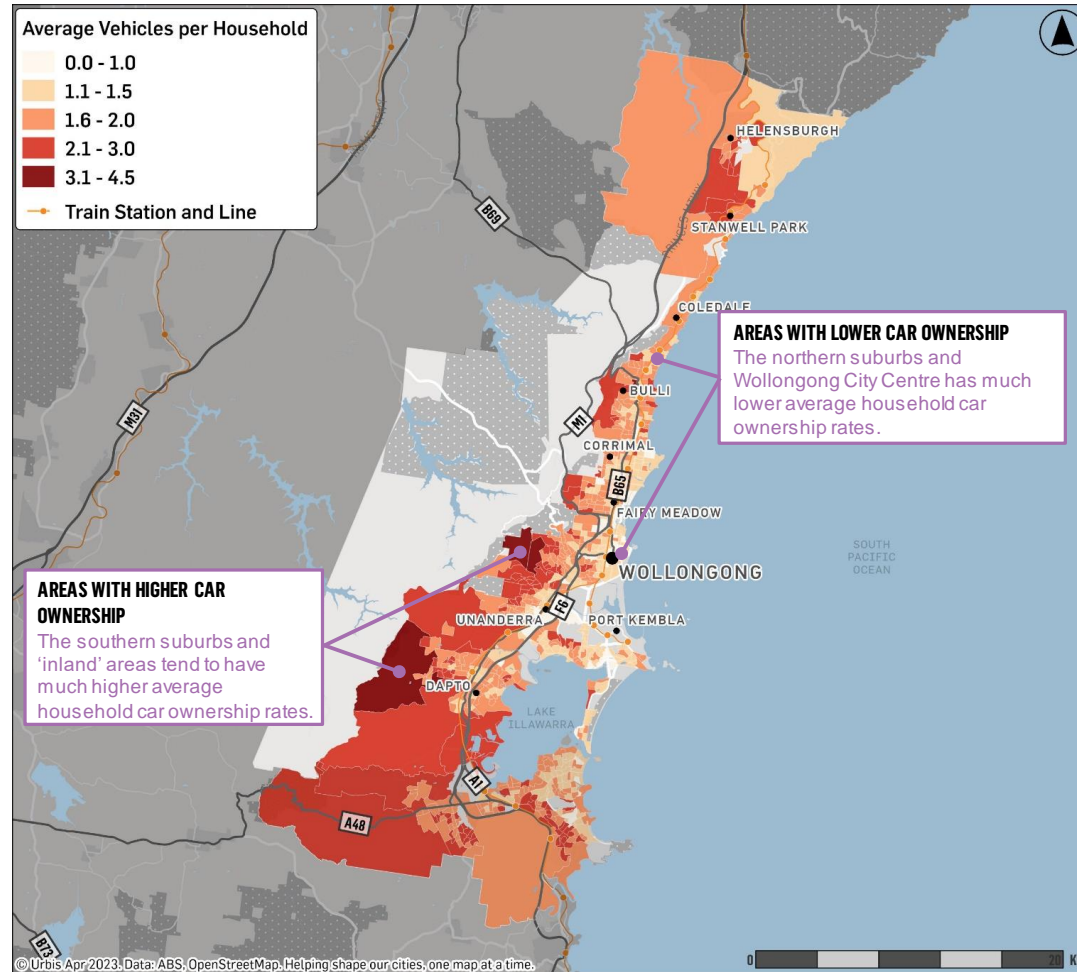 Average Vehicles per Household
0.0 - 1.0
1.1 - 1.5
1.6 - 2.0
2.1 - 3.0
3.1 - 4.5
Train Station and Line
HELENSBURGH
B69
STANWELL PARK
COLEDALE
AREAS WITH LOWER CAR OWNERSHIP
The northern suburbs and
Wollongong City Centre has much
lower average household car
ownership rates.
BULLI
M31
M1
CORRIMAL
B65
FAIRY MEADOW
SOUTH
PACIFIC
OCEAN
WOLLONGONG
AREAS WITH HIGHER CAR
OWNERSHIP
The southern suburbs and
‘inland’ areas tend to have
much higher average
household car ownership rates.
F6
UNANDERRA
PORT KEMBLA
DAPTO
LAKE
ILLAWARRA
A1
A48
B73
© Urbis Apr 2023. Data: ABS, OpenStreetMap. Helping shape our cities, one map at a time.
0 20 K